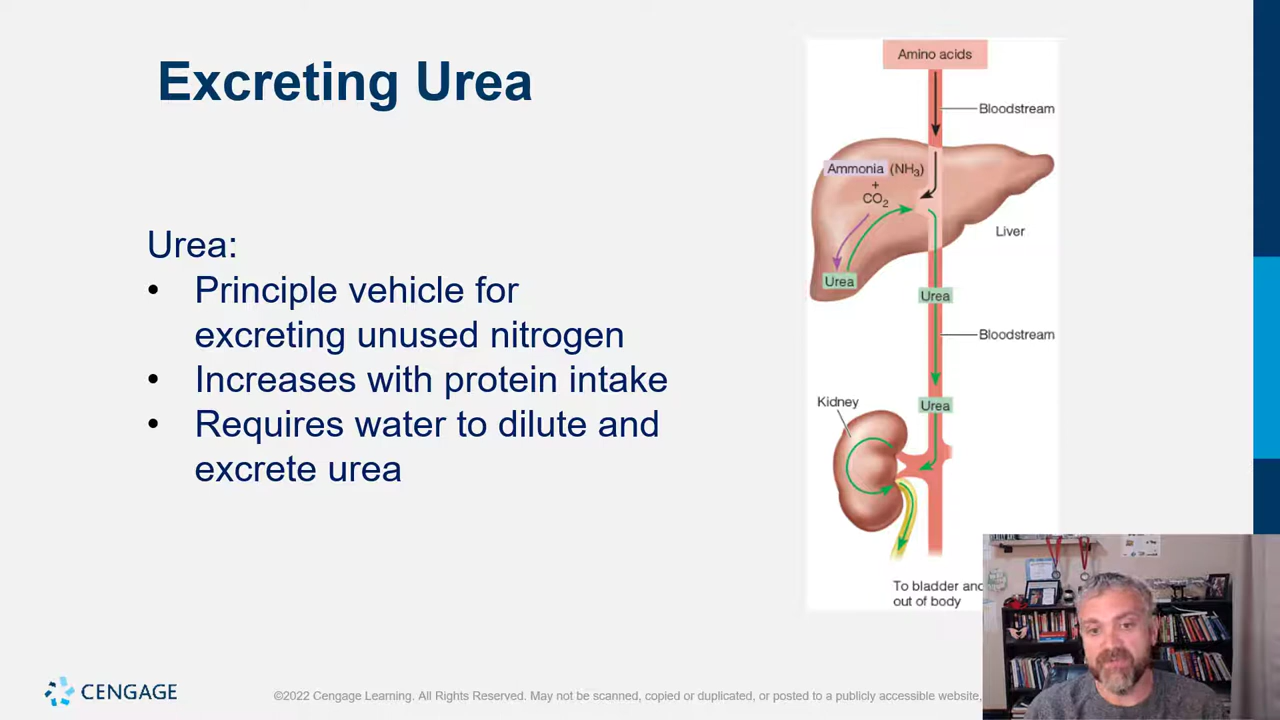 Excreting Urea
Urea:
• Principle vehicle for
excreting unused nitrogen
• Increases with protein intake
• Requires water to dilute and
excrete urea
Amino acids
Bloodstream
Ammonia (NH₃)
+
CO₂
Liver
Urea
Urea
Bloodstream
Urea
Kidney
To bladder and
out of body
CENGAGE
©2022 Cengage Learning. All Rights Reserved. May not be scanned, copied or duplicated, or posted to a publicly accessible website,